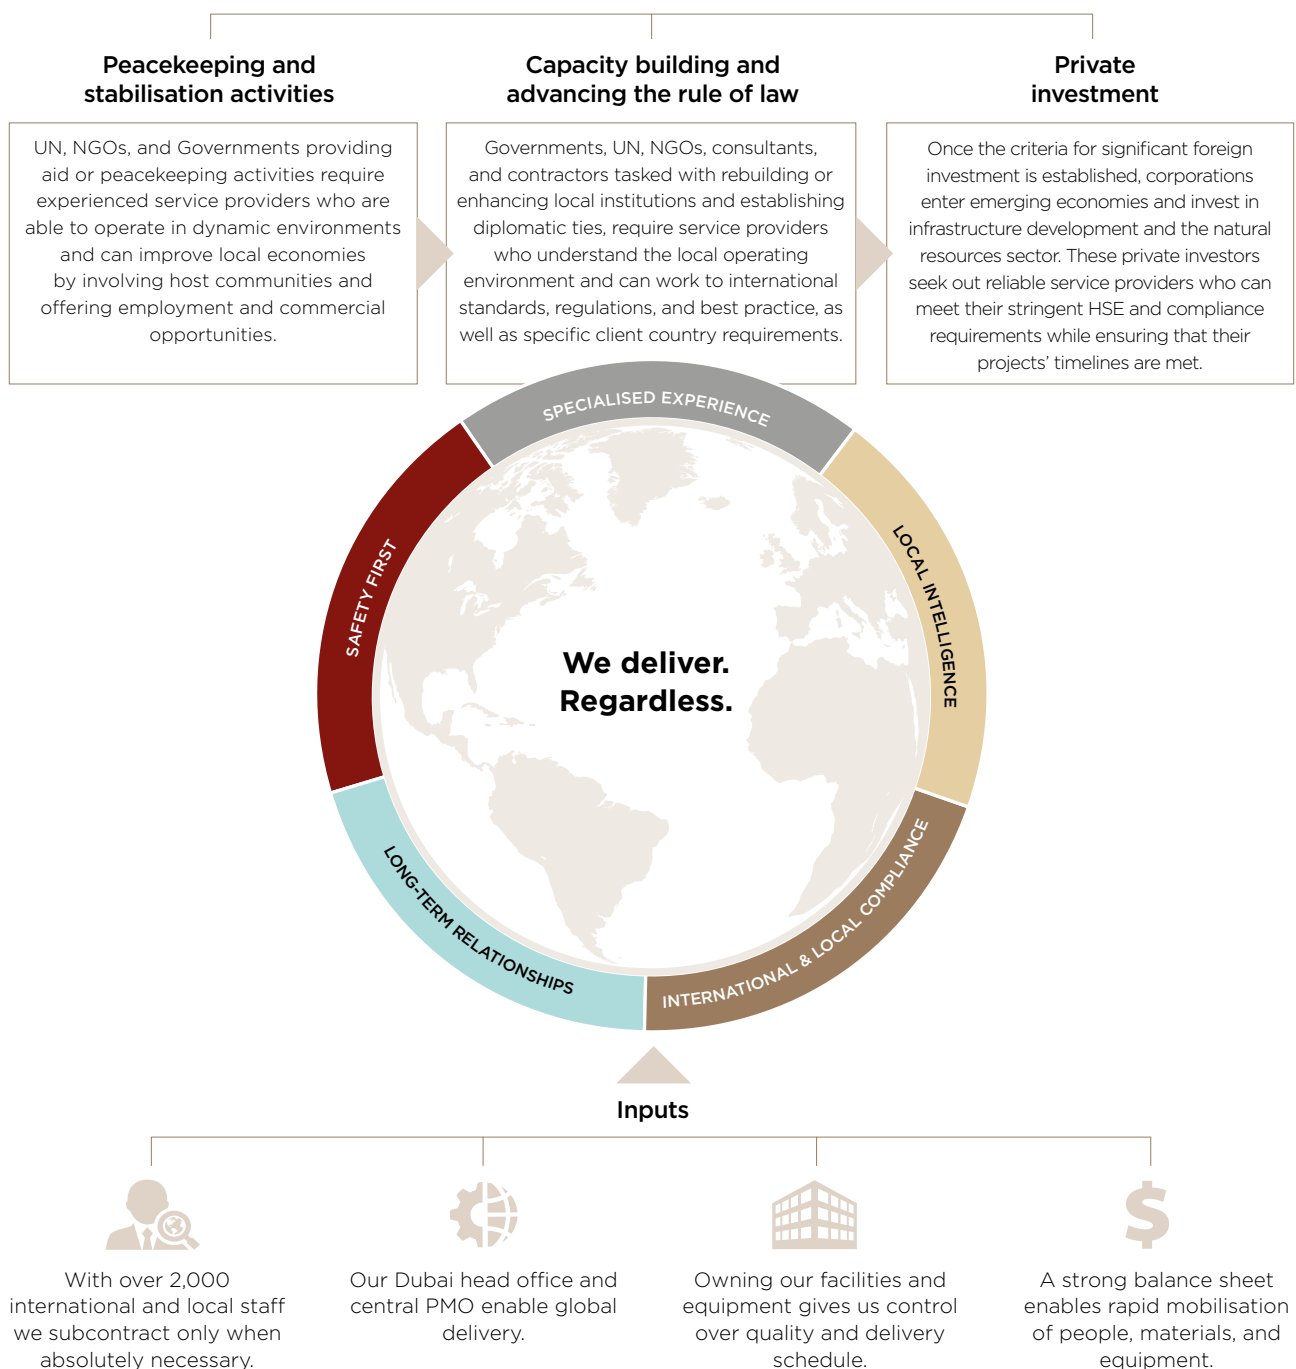 Peacekeeping and
stabilisation activities
UN, NGOs, and Governments providing
aid or peacekeeping activities require
experienced service providers who are
able to operate in dynamic environments
and can improve local economies
by involving host communities and
offering employment and commercial
opportunities.
Capacity building and
advancing the rule of law
Governments, UN, NGOs, consultants,
and contractors tasked with rebuilding or
enhancing local institutions and establishing
diplomatic ties, require service providers
who understand the local operating
environment and can work to international
standards, regulations, and best practice, as
well as specific client country requirements.
Private
investment
Once the criteria for significant foreign
investment is established, corporations
enter emerging economies and invest in
infrastructure development and the natural
resources sector. These private investors
seek out reliable service providers who can
meet their stringent HSE and compliance
requirements while ensuring that their
projects’ timelines are met.
SPECIALISED EXPERIENCE
LOCAL INTELLIGENCE
INTERNATIONAL & LOCAL COMPLIANCE
LONG-TERM RELATIONSHIPS
SAFETY FIRST
We deliver.
Regardless.
Inputs
With over 2,000
international and local staff
we subcontract only when
absolutely necessary.
Our Dubai head office and
central PMO enable global
delivery.
Owning our facilities and
equipment gives us control
over quality and delivery
schedule.
$
A strong balance sheet
enables rapid mobilisation
of people, materials, and
equipment.